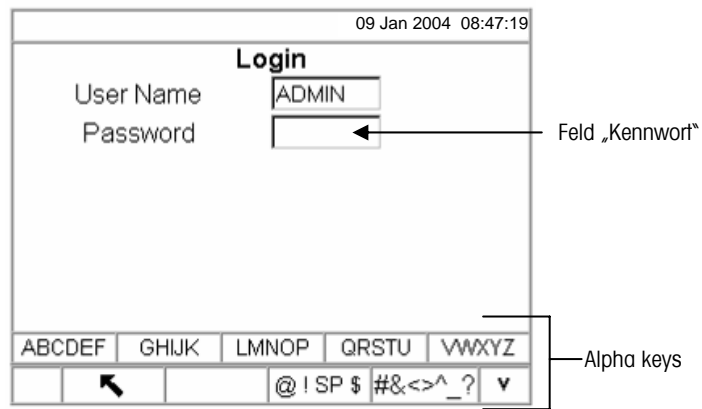 09 Jan 2004 08:47:19
Login
User Name ADMIN
Password
Feld „Kennwort“
ABCDEF GHIJK LMNOP QRSTU VWXYZ
Alpha keys
@ ! SP $ #&<>^_? v